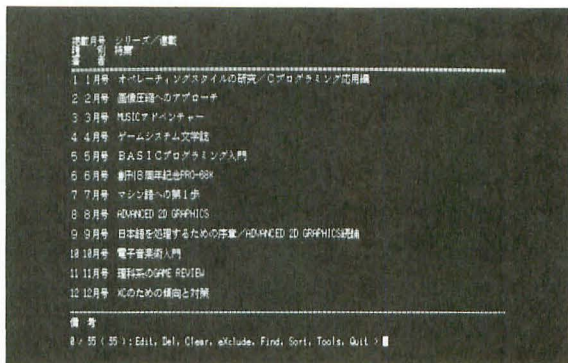 掲載月号 シリーズ/連載
種 別 特集
著 者
1 1月号 オペレーティングスタイルの研究/Cプログラミング応用編
2 2月号 画像圧縮へのアプローチ
3 3月号 MUSICアドベンチャー
4 4月号 ゲームシステム文学誌
5 5月号 BASICプログラミング入門
6 6月号 創刊8周年記念PRO-68K
7 7月号 マシン語への第1歩
8 8月号 ADVANCED 2D GRAPHICS
9 9月号 日本語を処理するための序章/ADVANCED 2D GRAPHICS続論
10 10月号 電子音楽術入門
11 11月号 理科系のGAME REVIEW
12 12月号 XCのための傾向と対策
備 考
0 / 55 ( 55 ) : Edit, Del, Clear, eXclude, Find, Sort, Tools, Quit >